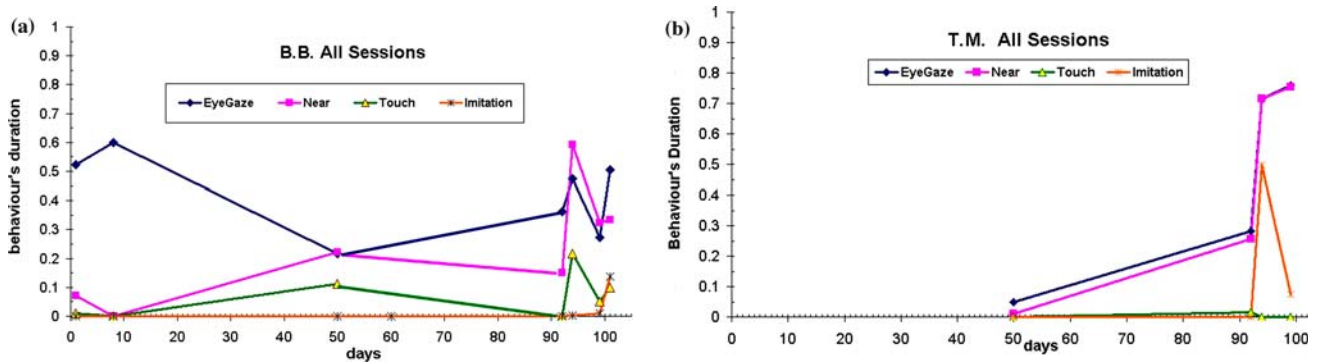 (a)
B.B. All Sessions
EyeGaze Near Touch Imitation
behaviour's duration
1
0.9
0.8
0.7
0.6
0.5
0.4
0.3
0.2
0.1
0
0 10 20 30 40 50 60 70 80 90 100
days
(b)
T.M. All Sessions
EyeGaze Near Touch Imitation
Behaviour's Duration
1
0.9
0.8
0.7
0.6
0.5
0.4
0.3
0.2
0.1
0
0 10 20 30 40 50 60 70 80 90 100
days